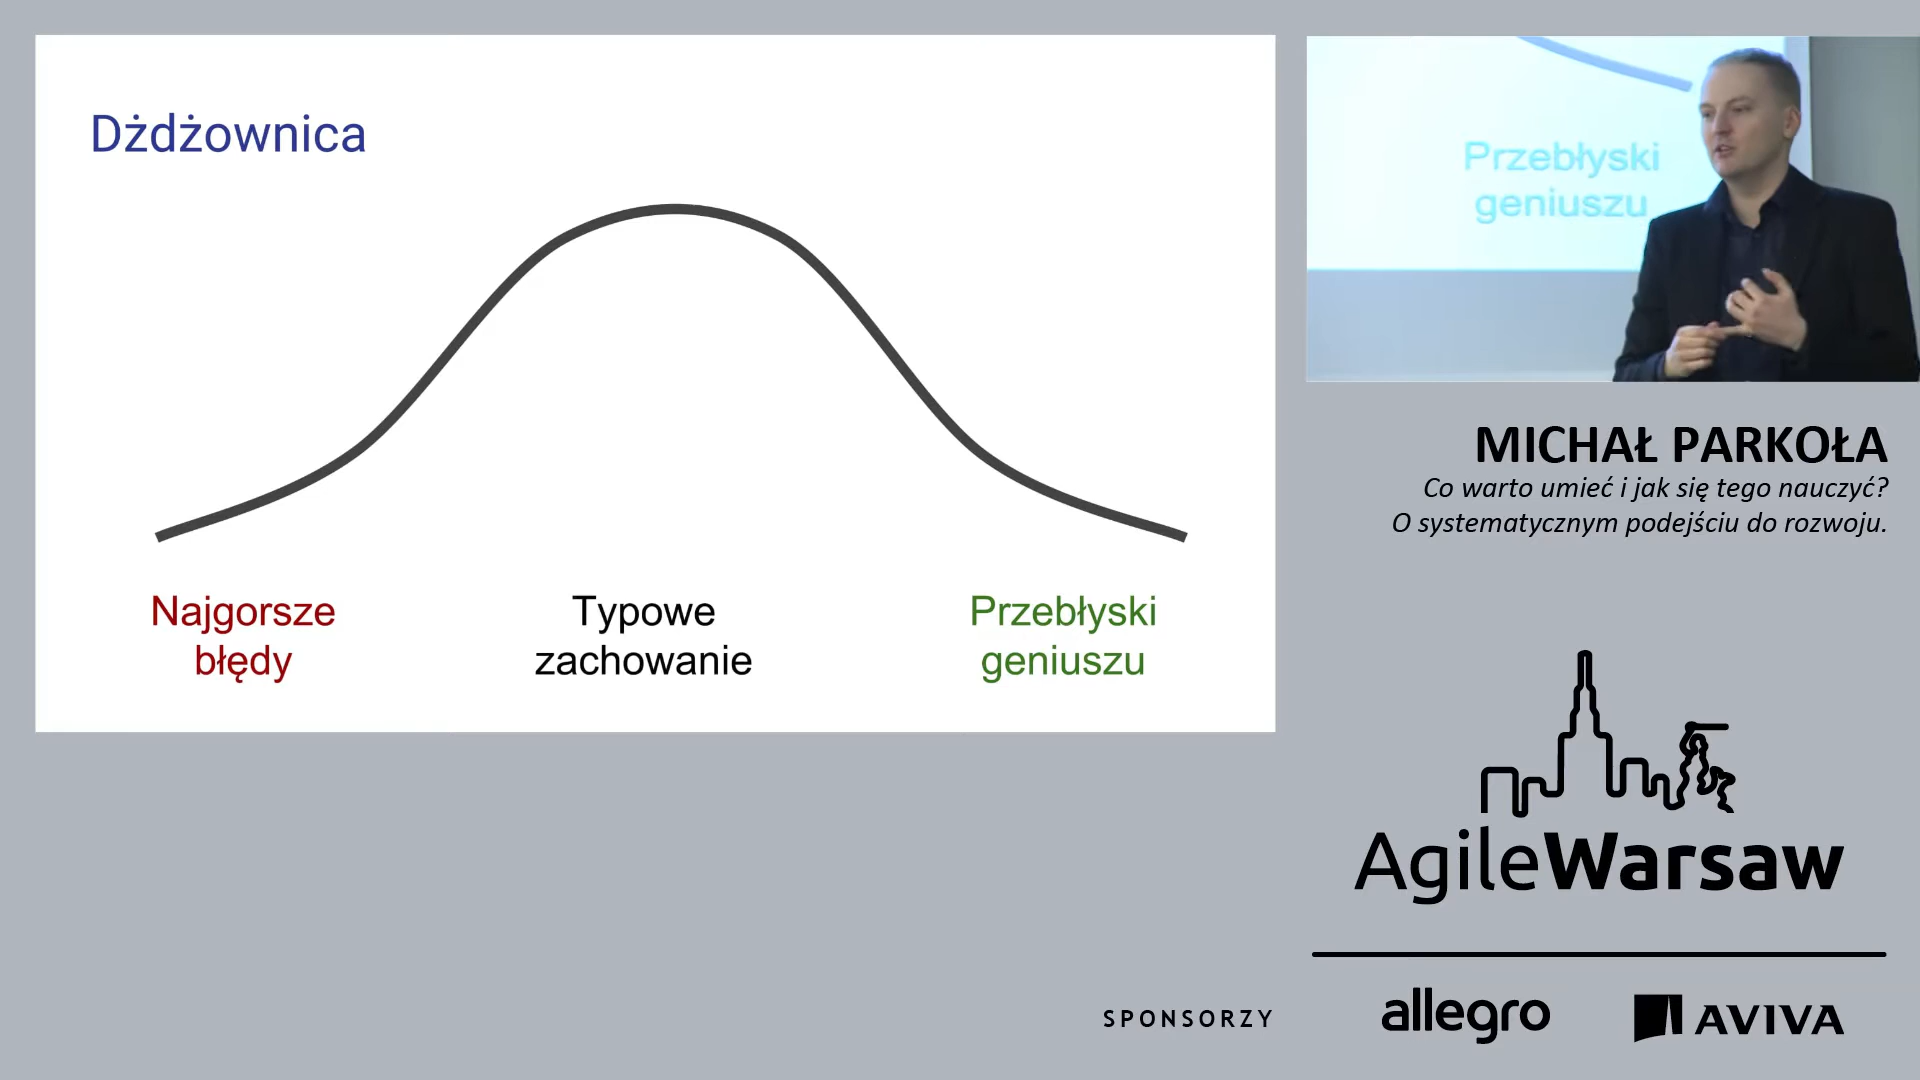 Dżdżownica
Najgorsze
błędy
Typowe
zachowanie
Przebłyski
geniuszu
Przebłyski
geniuszu
MICHAŁ PARKOŁA
Co warto umieć i jak się tego nauczyć?
O systematycznym podejściu do rozwoju.
AgileWarsaw
SPONSORZY
allegro
AVIVA